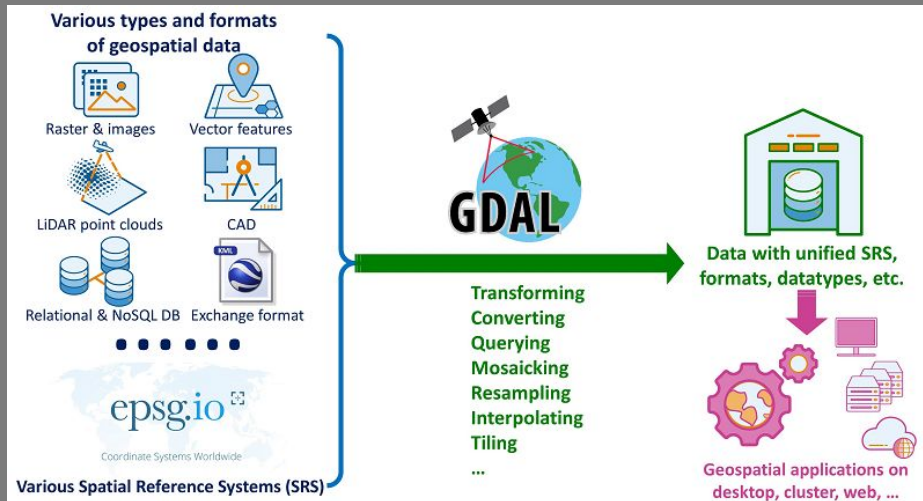 Various types and formats
of geospatial data
Raster & images
Vector features
LiDAR point clouds
CAD
Relational & NoSQL DB
KML
Exchange format
epsg.io
Coordinate Systems Worldwide
Various Spatial Reference Systems (SRS)
GDAL
Transforming
Converting
Querying
Mosaicking
Resampling
Interpolating
Tiling
...
Data with unified SRS,
formats, datatypes, etc.
Geospatial applications on
desktop, cluster, web, ...